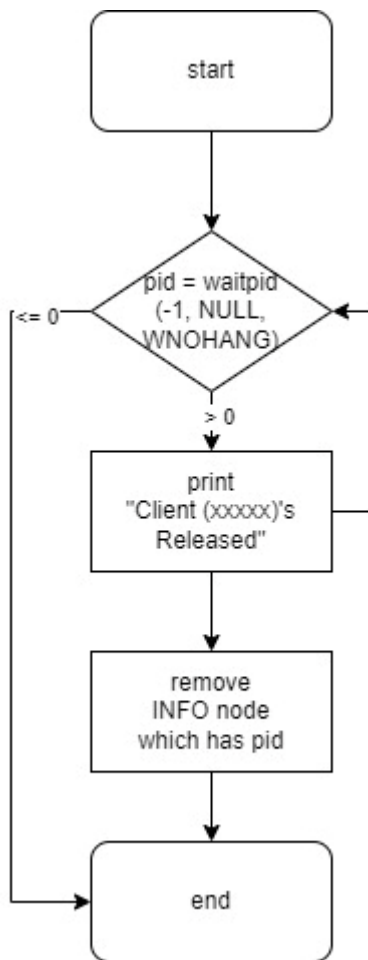 start
pid = waitpid
(-1, NULL,
WNOHANG)
<= 0
> 0
print
"Client (xxxxx)'s
Released"
remove
INFO node
which has pid
end